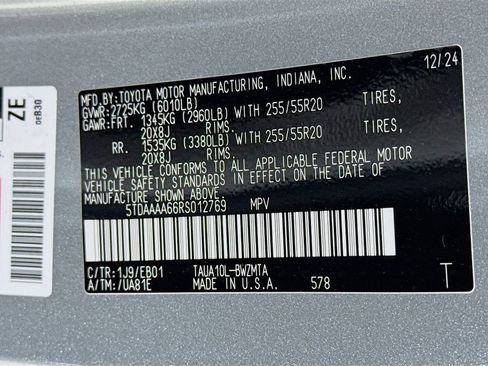 MFD.BY:TOYOTA MOTOR MANUFACTURING, INDIANA, INC. 12/24
GVWR:2725KG (6010LB)
GAWR:FRT. 1345KG (2960LB) WITH 255/55R20 TIRES,
20X8J RIMS.
RR. 1535KG (3380LB) WITH 255/55R20 TIRES,
20X8J RIMS.
THIS VEHICLE CONFORMS TO ALL APPLICABLE FEDERAL MOTOR
VEHICLE SAFETY STANDARDS IN EFFECT ON THE DATE OF
MANUFACTURE SHOWN ABOVE.
5TDAAAA66RS012769 MPV
C/TR:1J9/EB01 TAUA10L-BWZMTA
A/TM:/UA81E MADE IN U.S.A. 578 T
ZE
0EB30